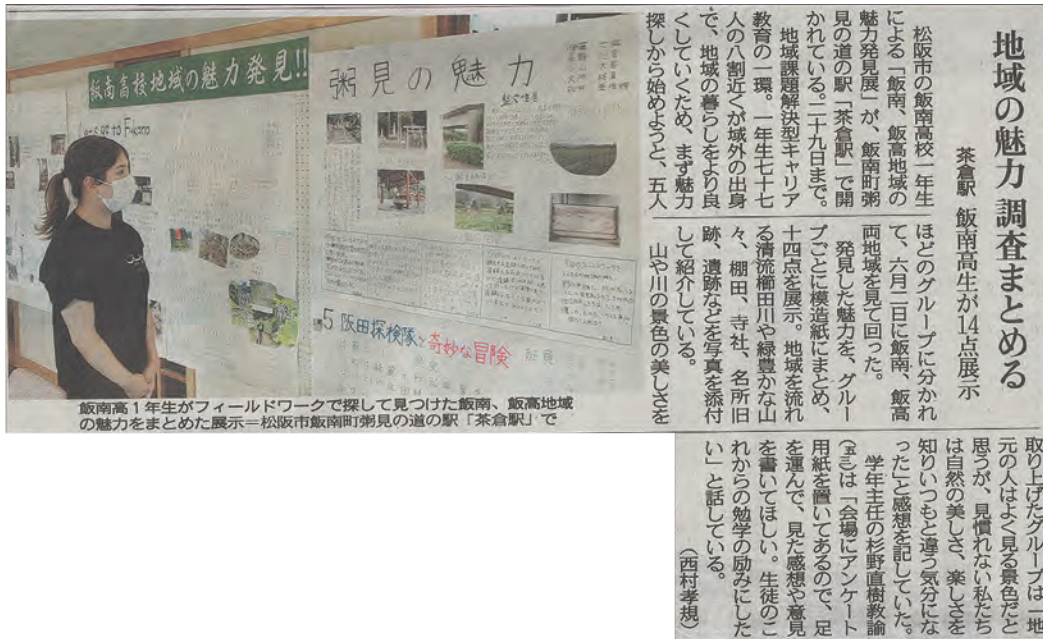 地域の魅力 調査まとめる
茶倉駅 飯南高生が14点展示
松阪市の飯南高校一年生
による「飯南、飯高地域の
魅力発見展」が、飯南町粥
見の道の駅「茶倉駅」で開
かれている。二十九日まで。
地域課題解決型キャリア
教育の一環。一年生七十七
人の八割近くが域外の出身
で、地域の暮らしをより良
くしていくため、まず魅力
探しから始めようと、五人
ほどのグループに分かれ
て、六月二日に飯南、飯高
両地域を見て回った。
発見した魅力を、グルー
プごとに模造紙にまとめ、
十四点を展示。地域を流れ
る清流櫛田川や緑豊かな山
々、棚田、寺社、名所旧
跡、遺跡などを写真を添付
して紹介している。
山や川の景色の美しさを
取り上げたグループは「地
元の人はよく見る景色だと
思うが、見慣れない私たち
は自然の美しさ、楽しさを
知りいつもと違う気分にな
った」と感想を記していた。
学年主任の杉野直樹教諭
(五三)は「会場にアンケート
用紙を置いてあるので、足
を運んで、見た感想や意見
を書いてほしい。生徒のこ
れからの勉学の励みにした
い」と話している。
(西村孝規)
飯南高校地域の魅力発見!!
Let's go to Fukano
粥見の魅力
5 阪田探検隊と奇妙な冒険
飯南高1年生がフィールドワークで探して見つけた飯南、飯高地域
の魅力をまとめた展示＝松阪市飯南町粥見の道の駅「茶倉駅」で